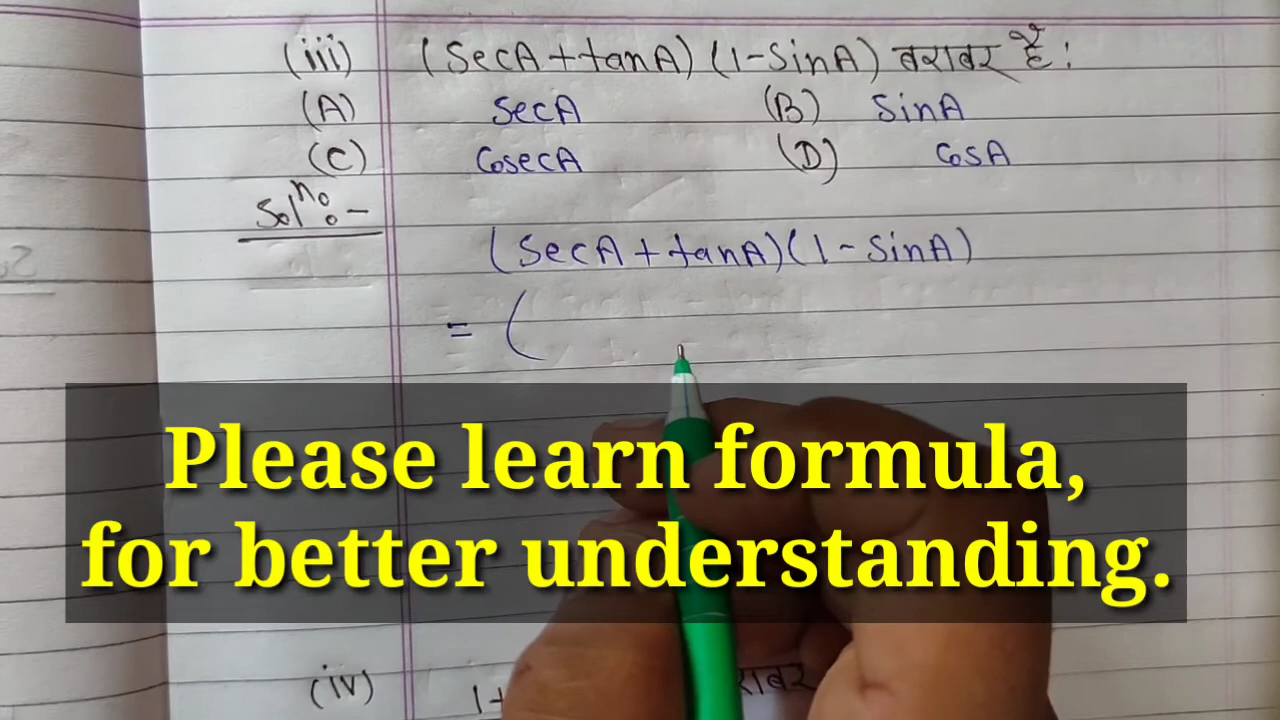 (iii) (SecA+tanA) (1-SinA) बराबर है:
(A) SecA (B) SinA
(C) CosecA (D) CosA
Solⁿ:-
(SecA+tanA)(1-SinA)
= (
Please learn formula,
for better understanding.
(iv) 1+